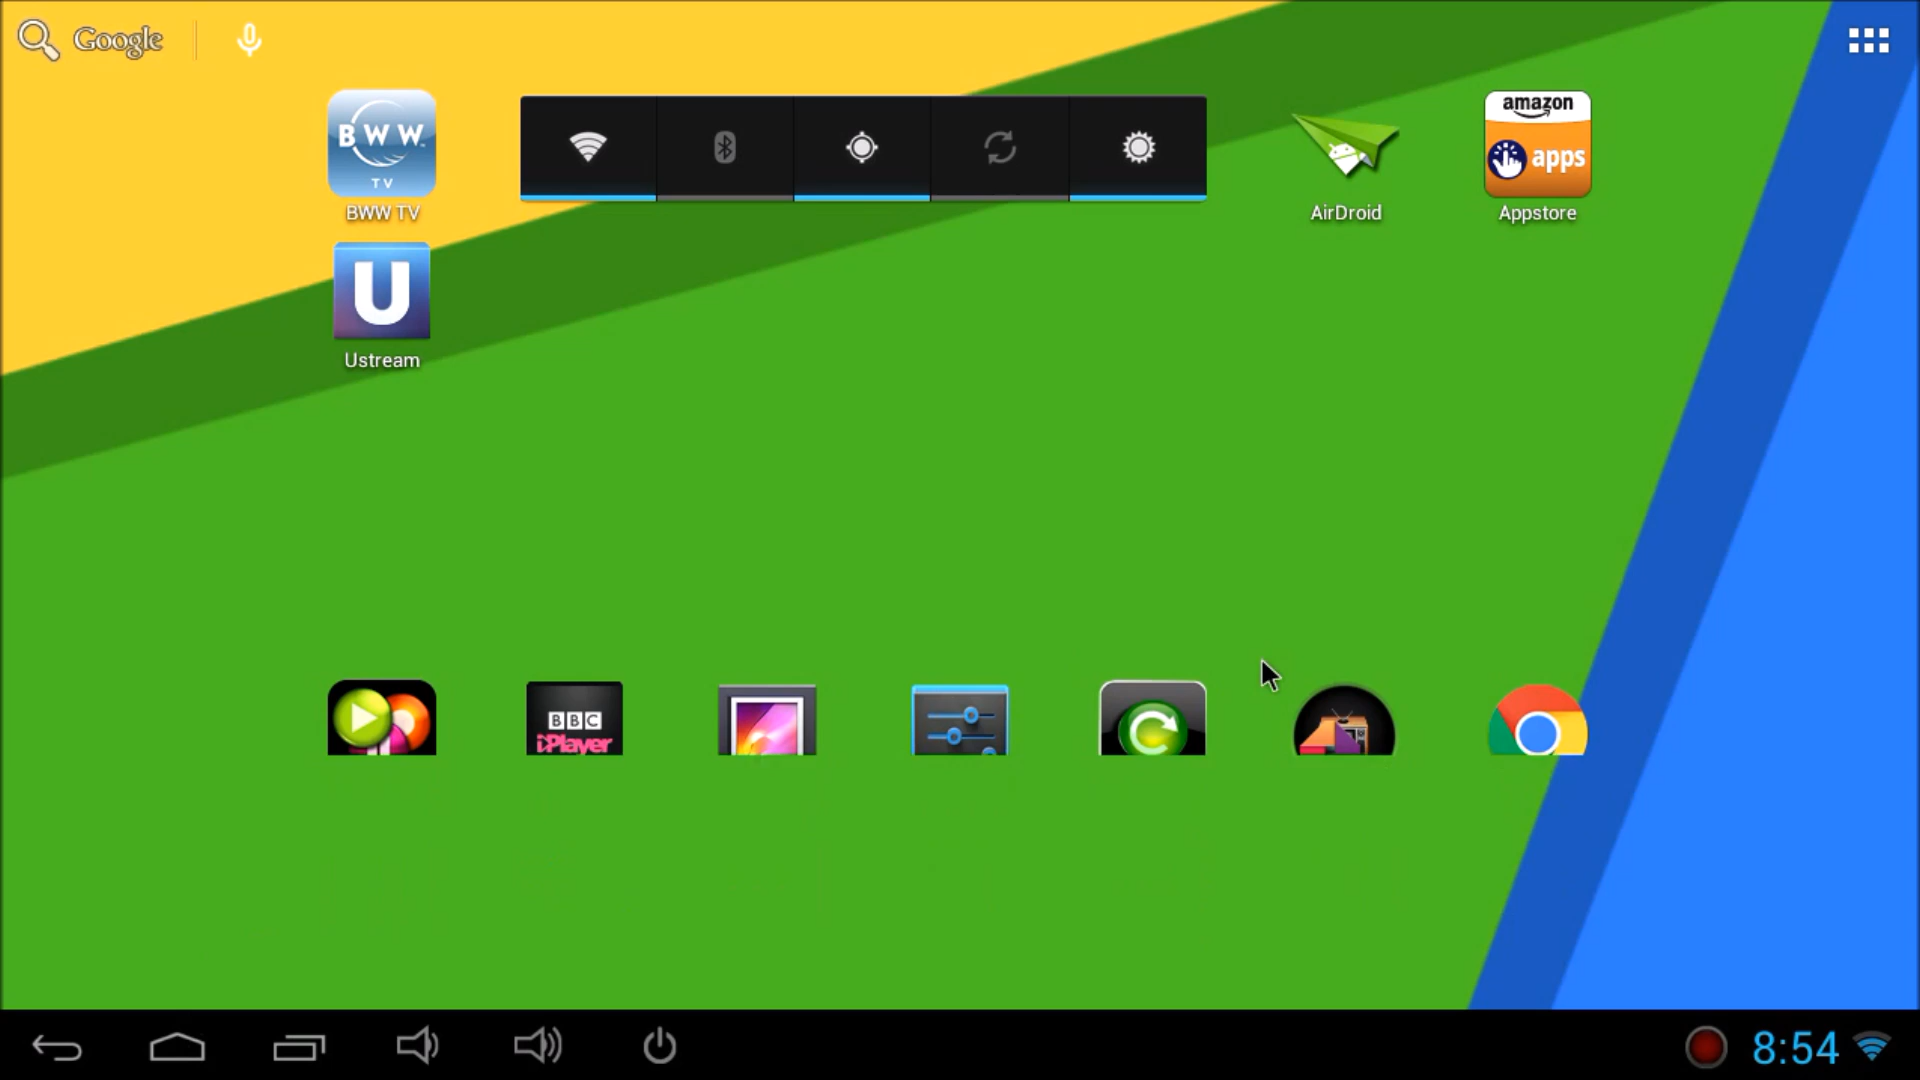 Google
BWW
TV
BWW TV
AirDroid
amazon
apps
Appstore
U
Ustream
BBC
iPlayer
8:54